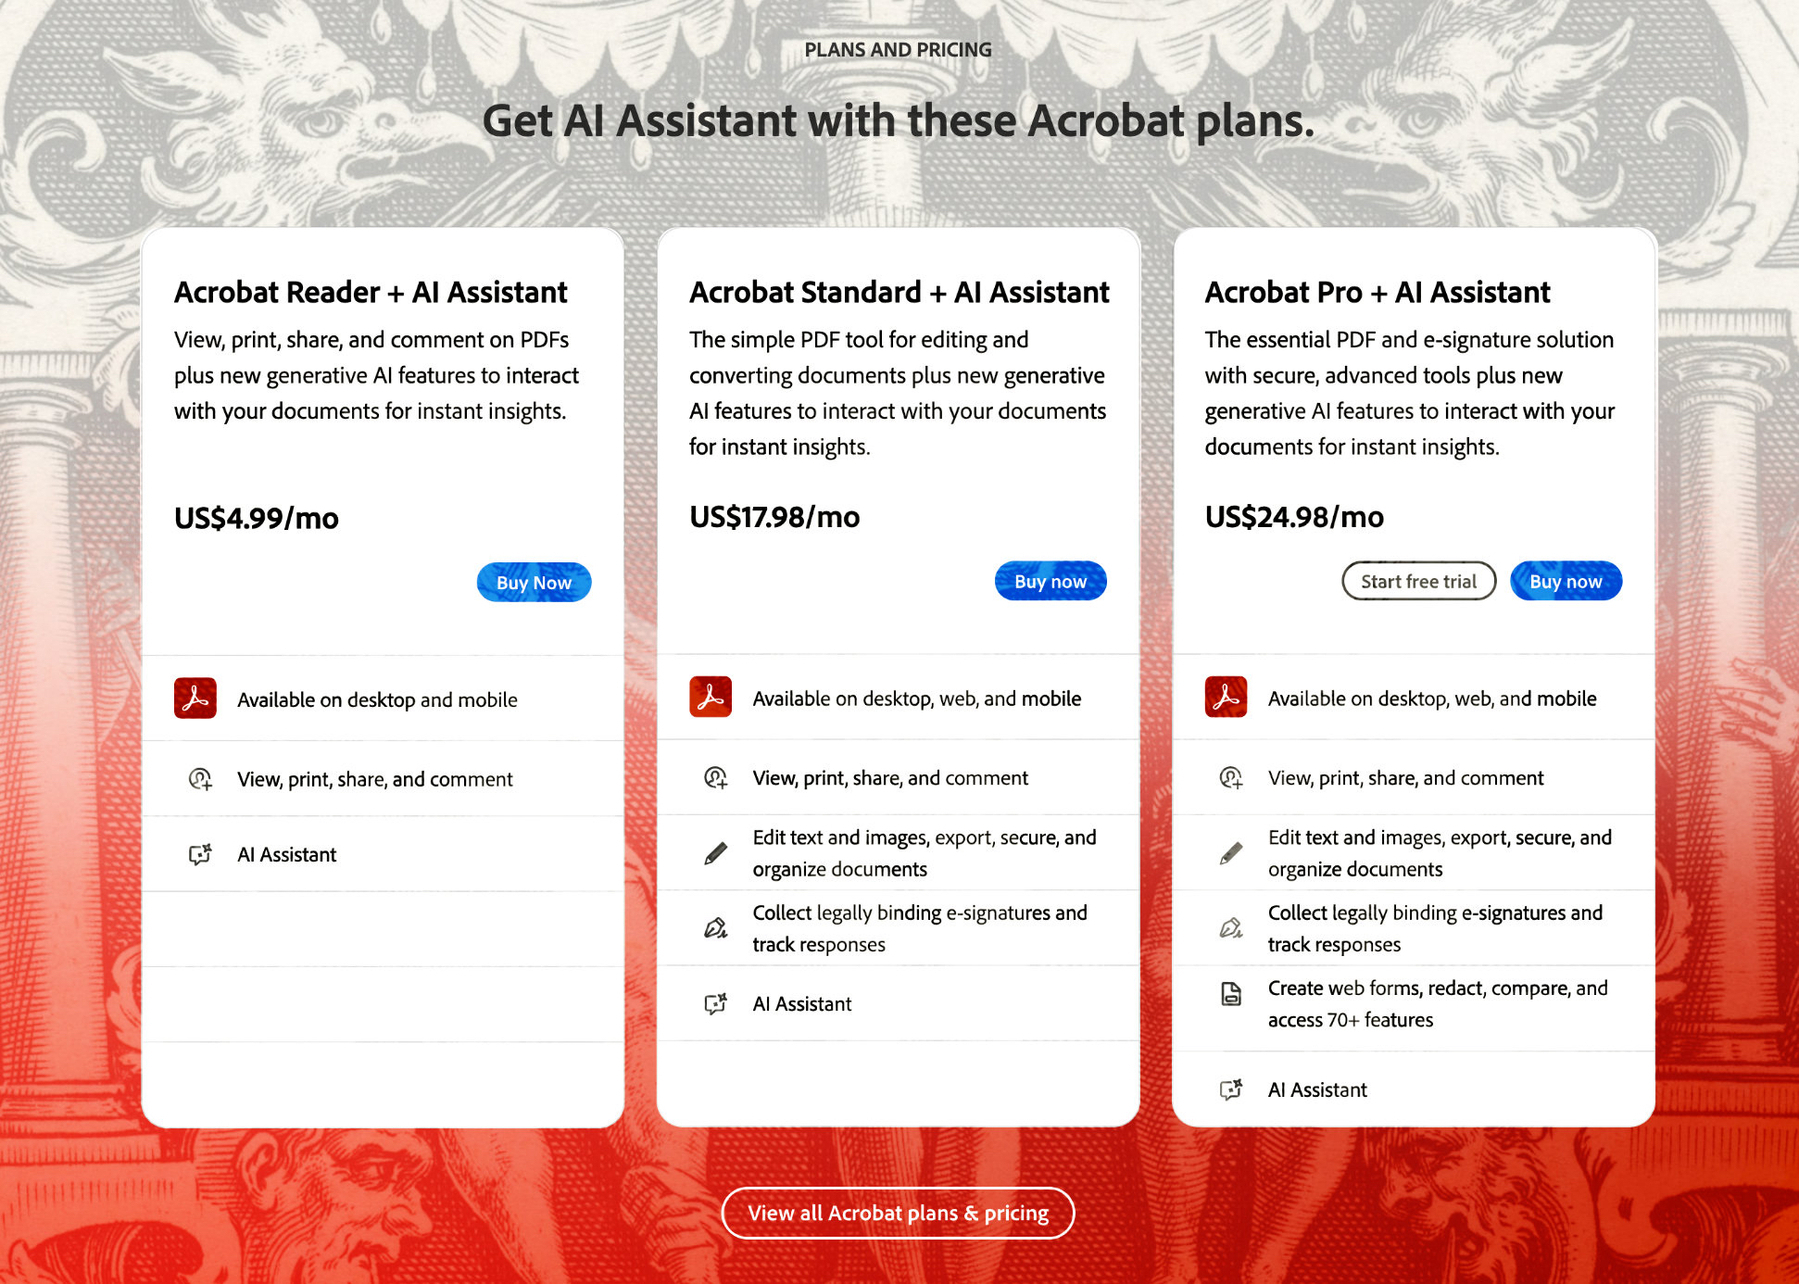 PLANS AND PRICING
Get AI Assistant with these Acrobat plans.
Acrobat Reader + AI Assistant
View, print, share, and comment on PDFs
plus new generative AI features to interact
with your documents for instant insights.
US$4.99/mo
Buy Now
Available on desktop and mobile
View, print, share, and comment
AI Assistant
Acrobat Standard + AI Assistant
The simple PDF tool for editing and
converting documents plus new generative
AI features to interact with your documents
for instant insights.
US$17.98/mo
Buy now
Available on desktop, web, and mobile
View, print, share, and comment
Edit text and images, export, secure, and
organize documents
Collect legally binding e-signatures and
track responses
AI Assistant
Acrobat Pro + AI Assistant
The essential PDF and e-signature solution
with secure, advanced tools plus new
generative AI features to interact with your
documents for instant insights.
US$24.98/mo
Start free trial
Buy now
Available on desktop, web, and mobile
View, print, share, and comment
Edit text and images, export, secure, and
organize documents
Collect legally binding e-signatures and
track responses
Create web forms, redact, compare, and
access 70+ features
AI Assistant
View all Acrobat plans & pricing